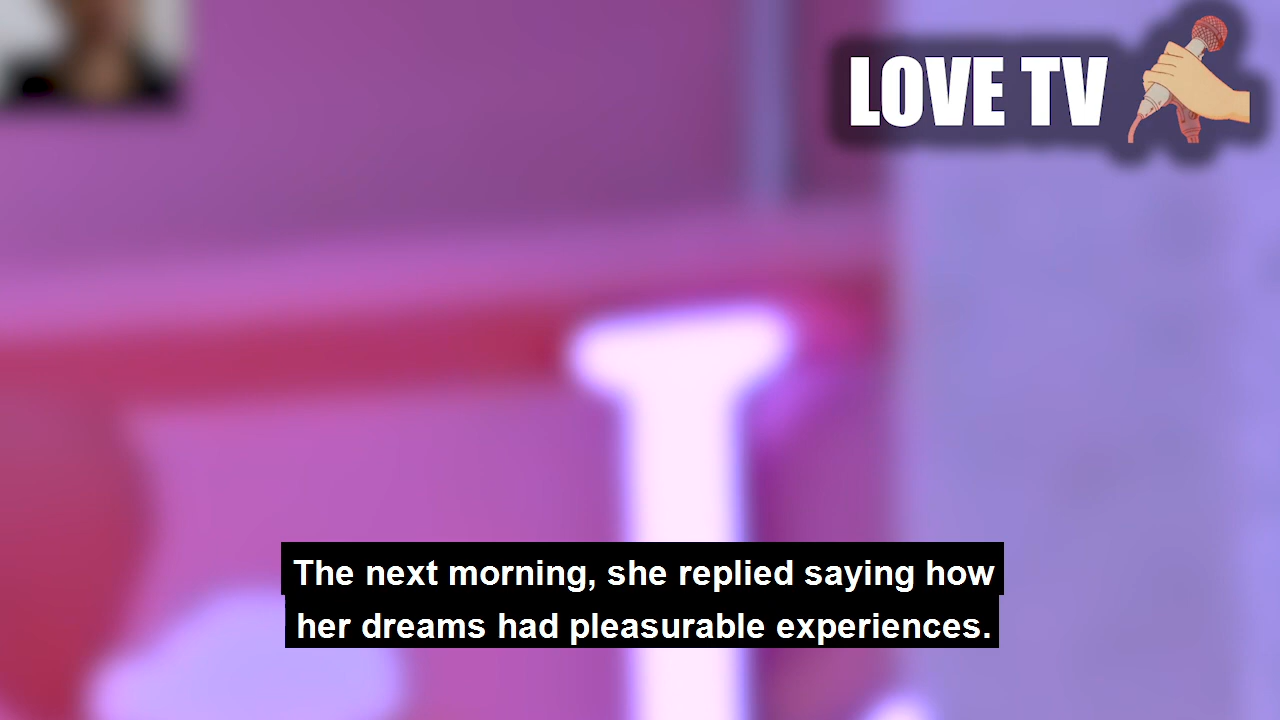 LOVE TV
The next morning, she replied saying how
her dreams had pleasurable experiences.